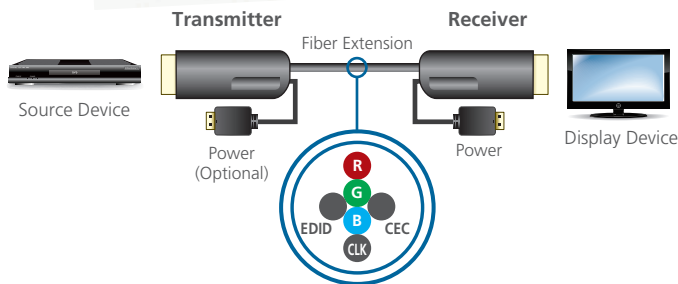 Transmitter
Receiver
Fiber Extension
Source Device
Display Device
Power
(Optional)
Power
R
G
EDID
B
CEC
CLK